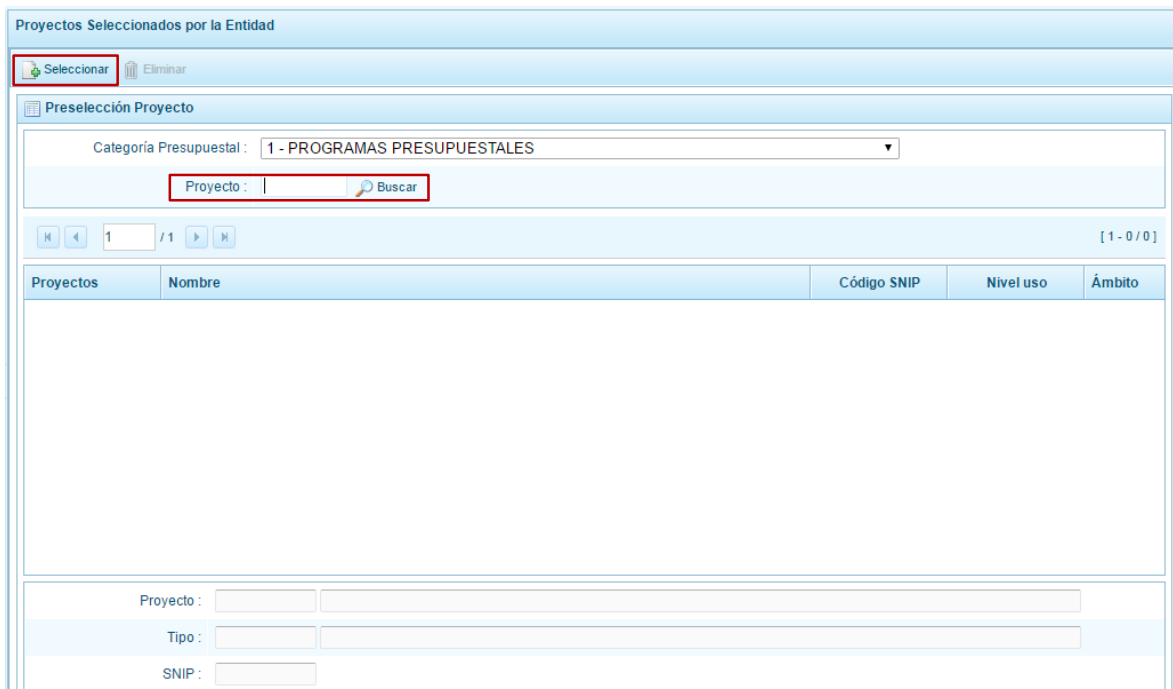 Proyectos Seleccionados por la Entidad
Seleccionar Eliminar
Preselección Proyecto
Categoría Presupuestal : 1 - PROGRAMAS PRESUPUESTALES
Proyecto : Buscar
1 / 1 [ 1 - 0 / 0 ]
Proyectos Nombre Código SNIP Nivel uso Ámbito
Proyecto :
Tipo :
SNIP :